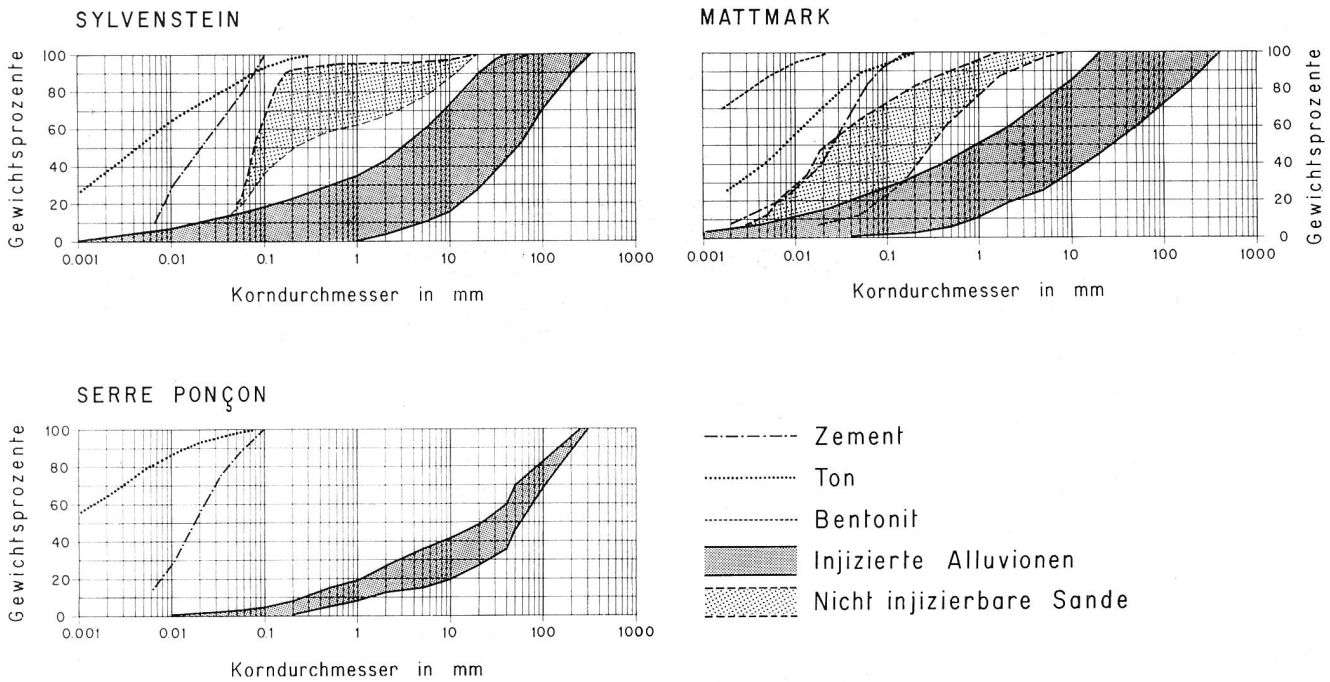 SYLVENSTEIN
Gewichtsprozente
100
80
60
40
20
0
0.001 0.01 0.1 1 10 100 1000
Korndurchmesser in mm
MATTMARK
100
80
60
40
20
0
Gewichtsprozente
0.001 0.01 0.1 1 10 100 1000
Korndurchmesser in mm
SERRE PONÇON
Gewichtsprozente
100
80
60
40
20
0
0.001 0.01 0.1 1 10 100 1000
Korndurchmesser in mm
Zement
Ton
Bentonit
Injizierte Alluvionen
Nicht injizierbare Sande